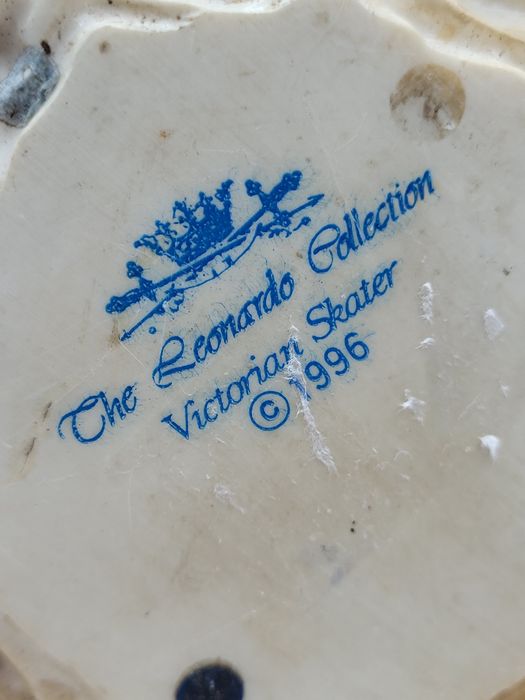 The Leonardo Collection
Victorian Skater
© 1996